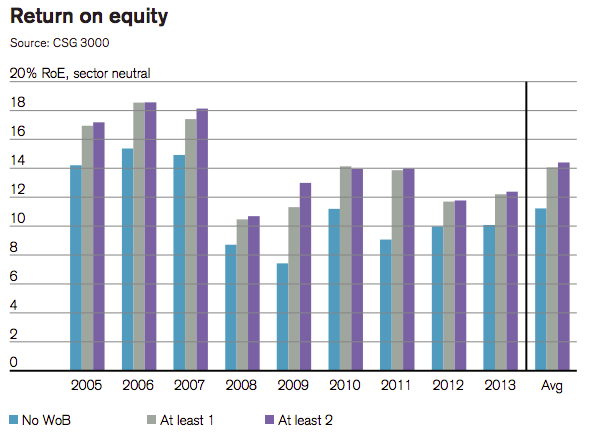 Return on equity
Source: CSG 3000
20% RoE, sector neutral
18
16
14
12
10
8
6
4
2
0
2005 2006 2007 2008 2009 2010 2011 2012 2013 Avg
No WoB At least 1 At least 2